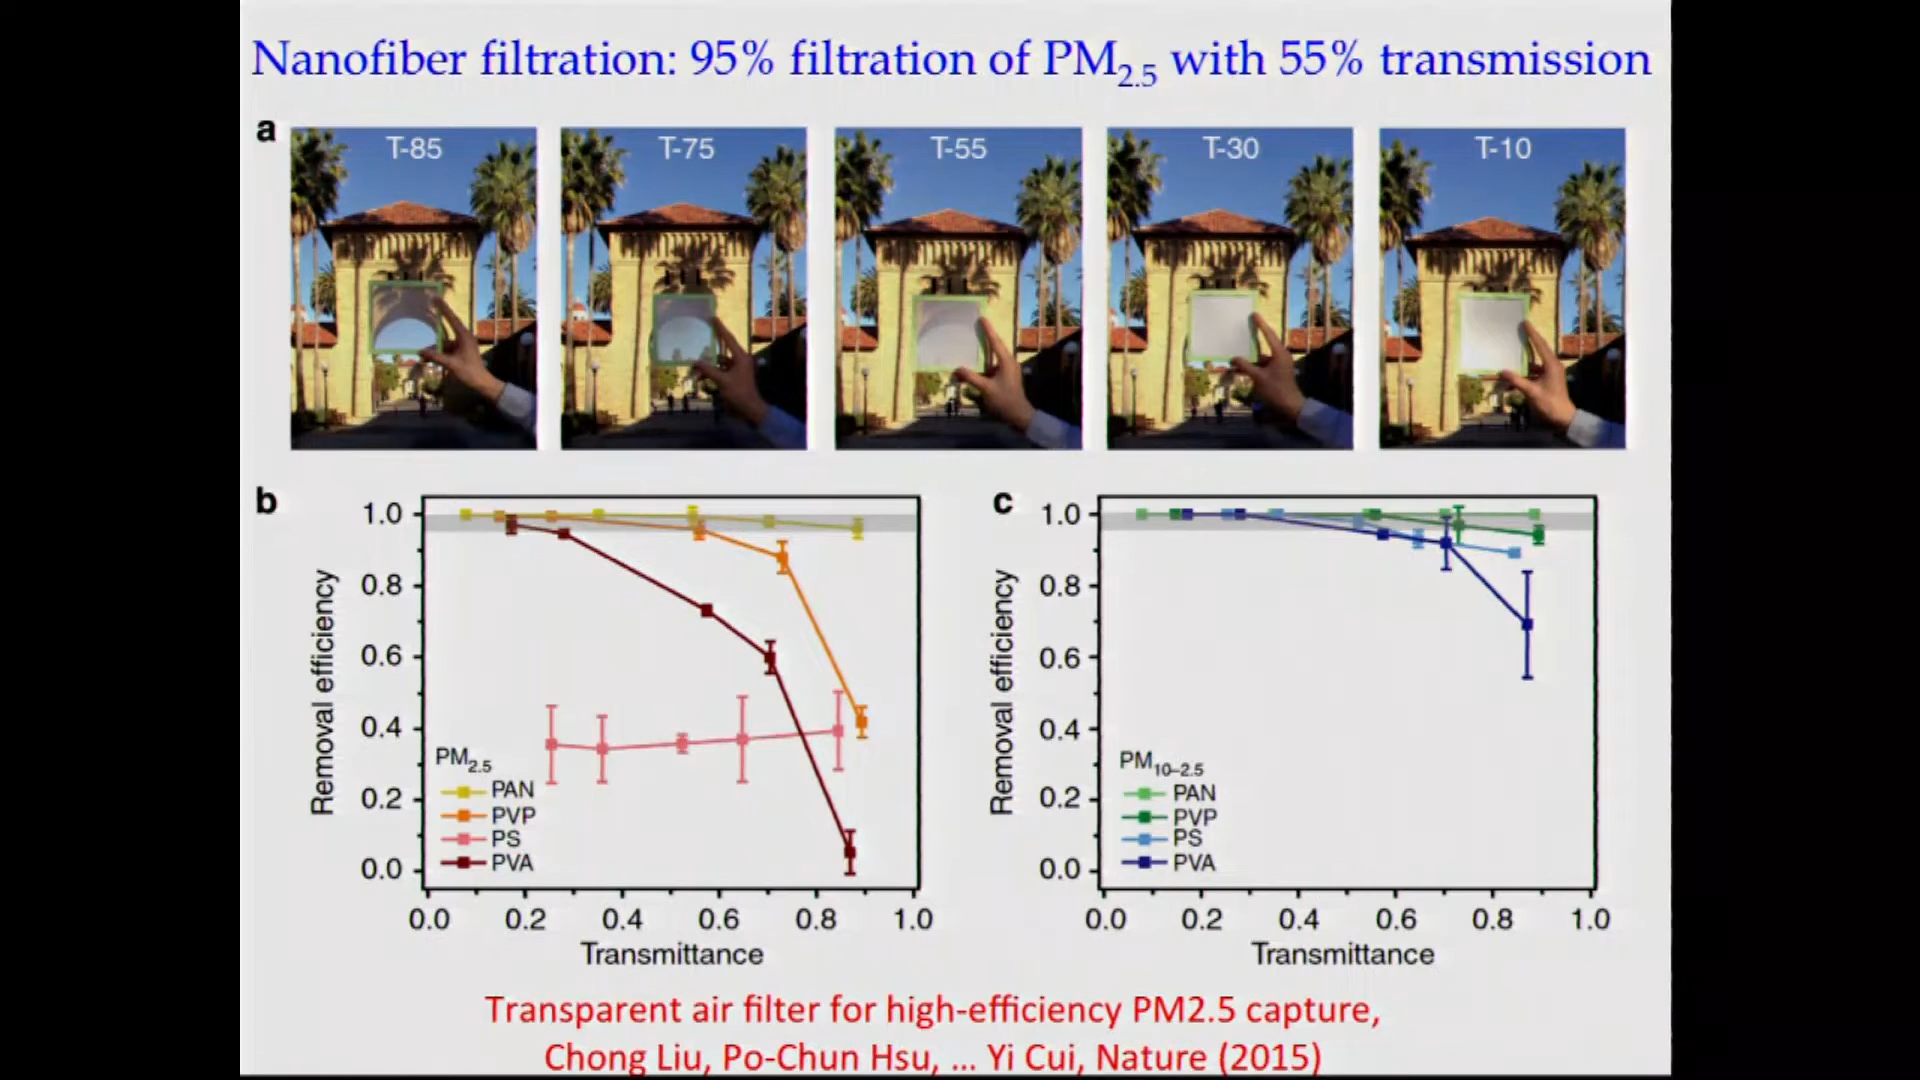 Nanofiber filtration: 95% filtration of PM2.5 with 55% transmission
a
T-85
T-75
T-55
T-30
T-10
b
1.0
0.8
0.6
0.4
0.2
0.0
Removal efficiency
PM2.5
PAN
PVP
PS
PVA
0.0 0.2 0.4 0.6 0.8 1.0
Transmittance
c
1.0
0.8
0.6
0.4
0.2
0.0
Removal efficiency
PM10–2.5
PAN
PVP
PS
PVA
0.0 0.2 0.4 0.6 0.8 1.0
Transmittance
Transparent air filter for high-efficiency PM2.5 capture,
Chong Liu, Po-Chun Hsu, ... Yi Cui, Nature (2015)